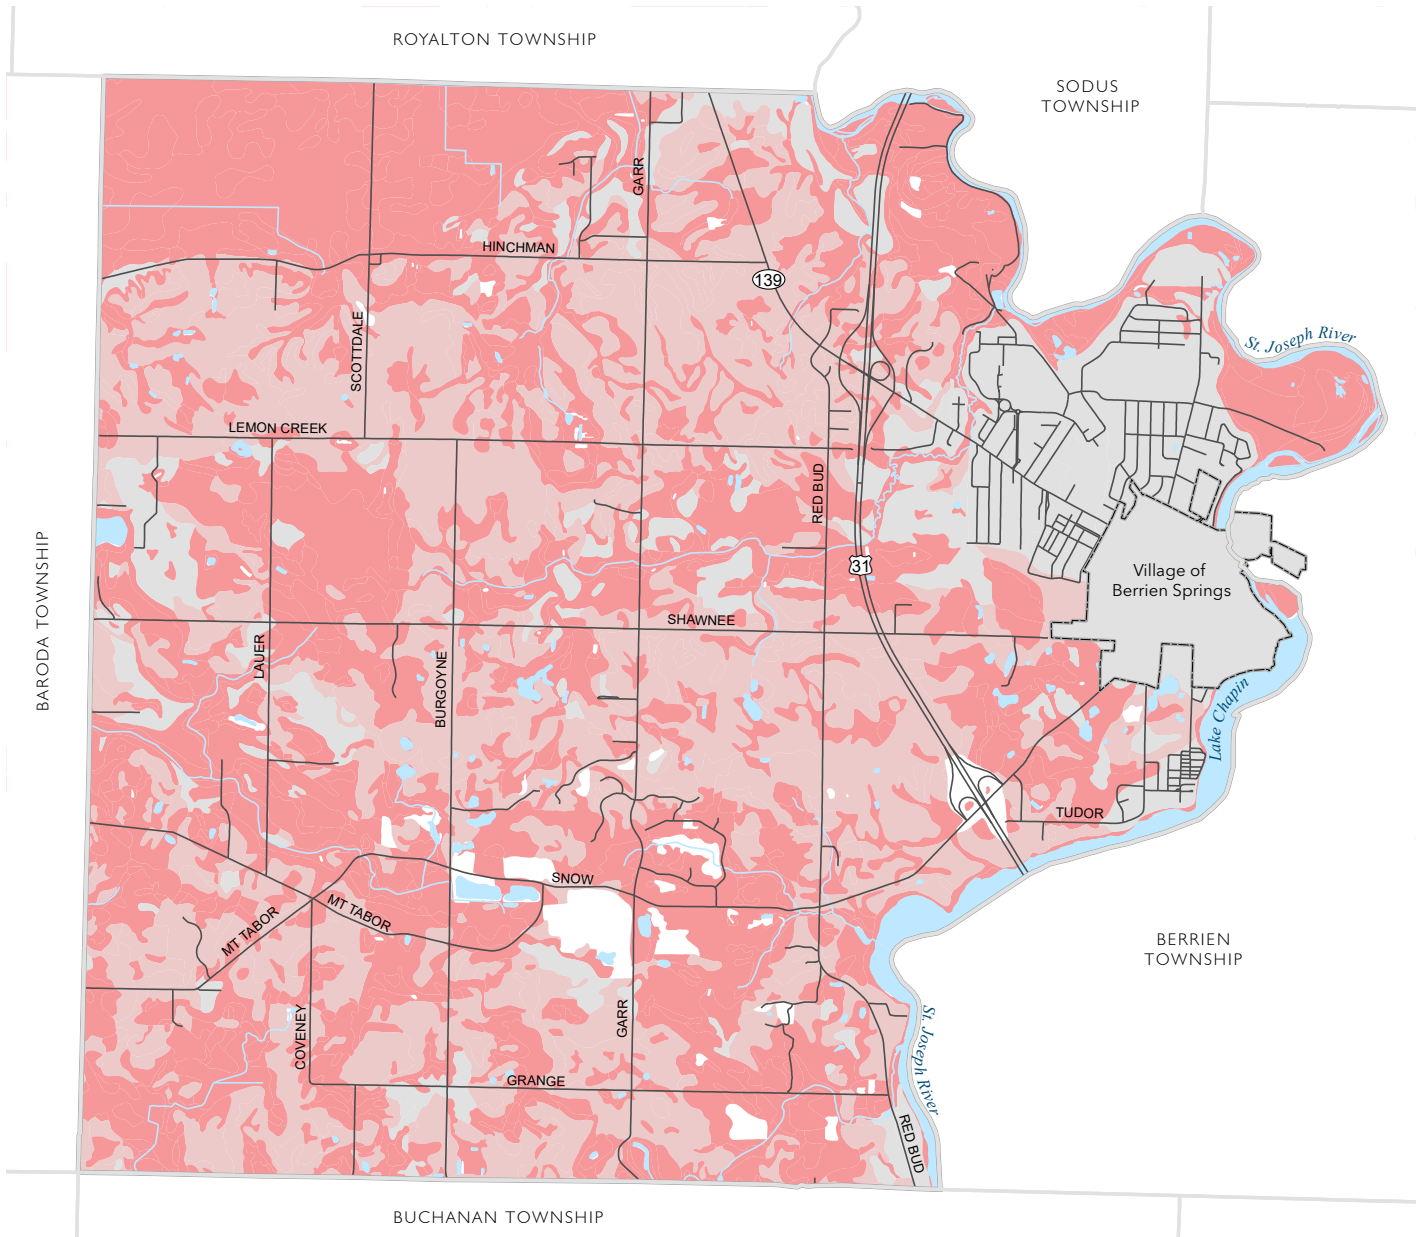 ROYALTON TOWNSHIP
SODUS
TOWNSHIP
GARR
HINCHMAN
139
SCOTTDALE
St. Joseph River
LEMON CREEK
RED BUD
BARODA TOWNSHIP
31
Village of
Berrien Springs
SHAWNEE
LAUER
BURGOYNE
Lake Chapin
TUDOR
SNOW
MT TABOR
MT TABOR
BERRIEN
TOWNSHIP
COVENEY
GARR
St. Joseph River
GRANGE
RED BUD
BUCHANAN TOWNSHIP